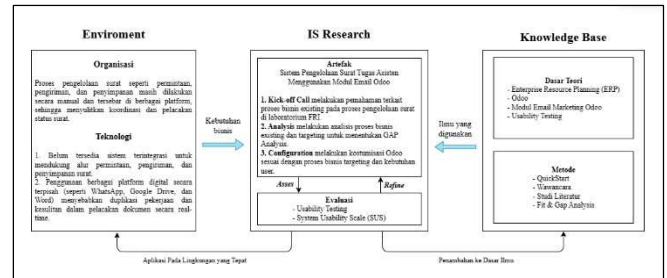 Enviroment
Organisasi
Proses pengelolaan surat seperti permintaan,
pengiriman, dan penyimpanan masih dilakukan
secara manual dan tersebar di berbagai platform,
sehingga menyulitkan koordinasi dan pelacakan
status surat.
Teknologi
1. Belum tersedia sistem terintegrasi untuk
mendukung alur permintaan, pengiriman, dan
penyimpanan surat.
2. Penggunaan berbagai platform digital secara
terpisah (seperti WhatsApp, Google Drive, dan
Word) menyebabkan duplikasi pekerjaan dan
kesulitan dalam pelacakan dokumen secara real-
time.
Kebutuhan
bisnis
IS Research
Artefak
Sistem Pengelolaan Surat Tugas Asisten
Menggunakan Modul Email Odoo
1. Kick-off Call melakukan pemahaman terkait
proses bisnis existing pada proses pengelolaan surat
di laboratorium FRI.
2. Analysis melakukan analisis proses bisnis
existing dan targeting untuk menentukan GAP
Analysis.
3. Configuration melakukan kostumisasi Odoo
sesuai dengan proses bisnis targeting dan kebutuhan
user.
Asses
Refine
Evaluasi
- Usability Testing
- System Usability Scale (SUS)
Ilmu yang
digunakan
Knowledge Base
Dasar Teori
- Enterprise Resource Planning (ERP)
- Odoo
- Modul Email Marketing Odoo
- Usability Testing
Metode
- QuickStart
- Wawancara
- Studi Literatur
- Fit & Gap Analysis
Aplikasi Pada Lingkungan yang Tepat
Penambahan ke Dasar Ilmu